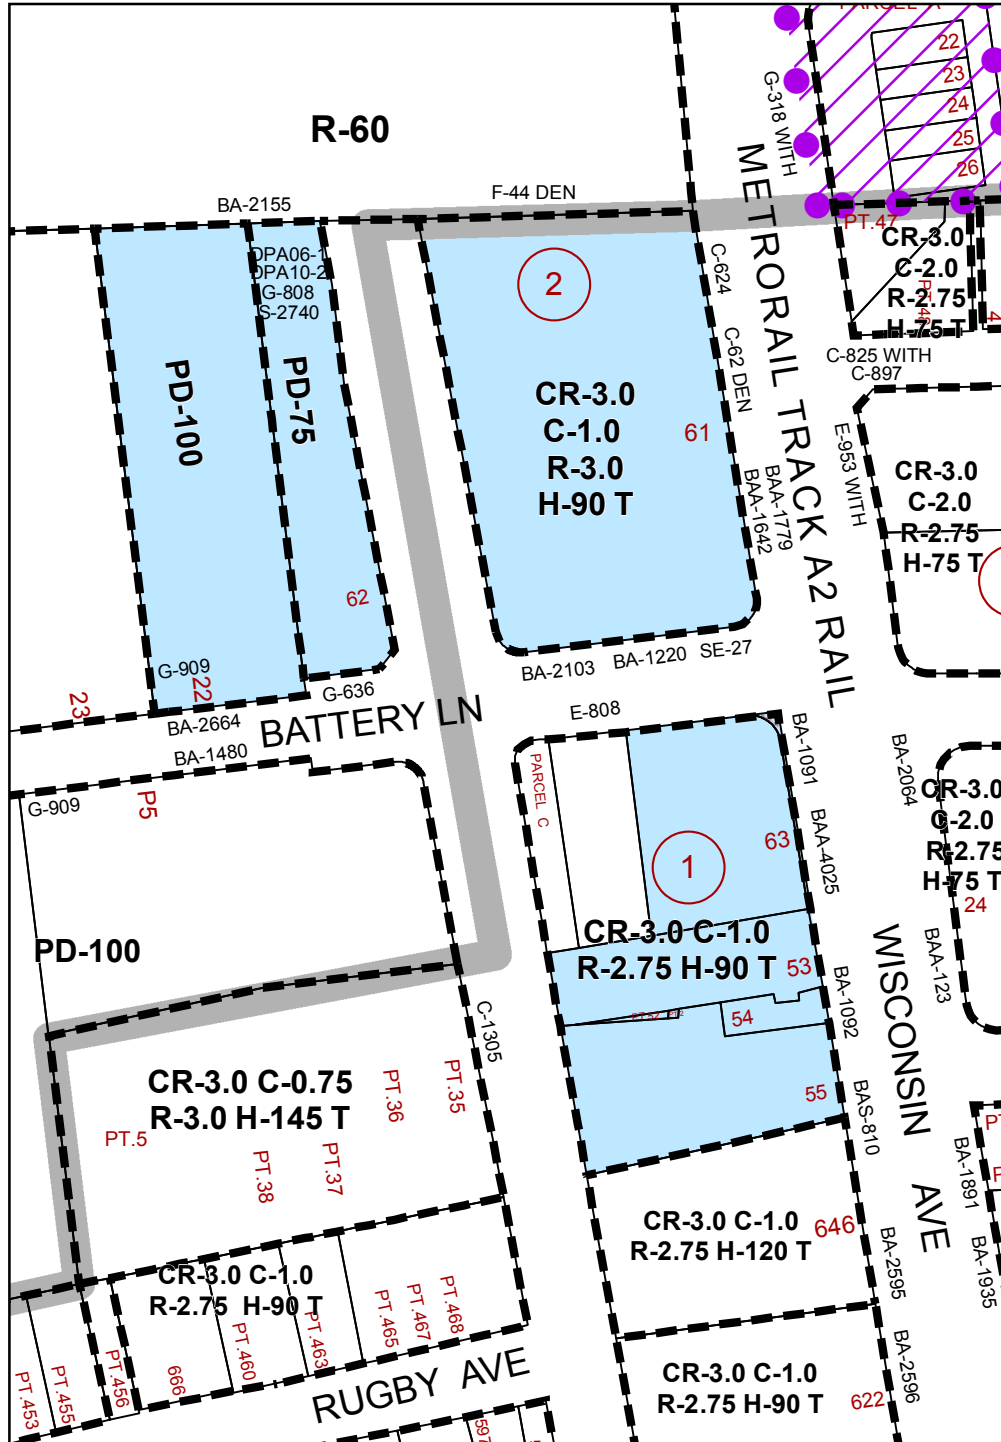 PARCEL A
22
23
24
25
26
G-318 WITH
R-60
METRORAIL TRACK A2 RAIL
BA-2155
F-44 DEN
PT.47
CR-3.0
C-2.0
R-2.75
H-75 T
PT.48
4
DPA06-1
DPA10-2
G-808
S-2740
2
C-624
C-62 DEN
C-825 WITH
C-897
PD-100
PD-75
CR-3.0
C-1.0
R-3.0
H-90 T
61
E-953 WITH
BAA-1779
BAA-1642
CR-3.0
C-2.0
R-2.75
H-75 T
62
G-909
22
23
G-636
BA-2664
BA-2103
BA-1220
SE-27
BATTERY LN
E-808
BA-1480
G-909
P5
PARCEL C
BA-1091
BA-2064
CR-3.0
C-2.0
R-2.75
H-75 T
24
63
BAA-4025
1
PD-100
CR-3.0 C-1.0
R-2.75 H-90 T
53
WISCONSIN AVE
BAA-123
BA-1092
54
C-1305
CR-3.0 C-0.75
R-3.0 H-145 T
PT.5
PT.38
PT.37
PT.36
PT.35
55
BAS-810
BA-1891
BA-1935
CR-3.0 C-1.0
R-2.75 H-120 T
646
BA-2595
CR-3.0 C-1.0
R-2.75 H-90 T
PT.453
PT.455
PT.456
666
PT.460
PT.463
PT.465
PT.467
PT.468
RUGBY AVE
CR-3.0 C-1.0
R-2.75 H-90 T
622
BA-2596
597